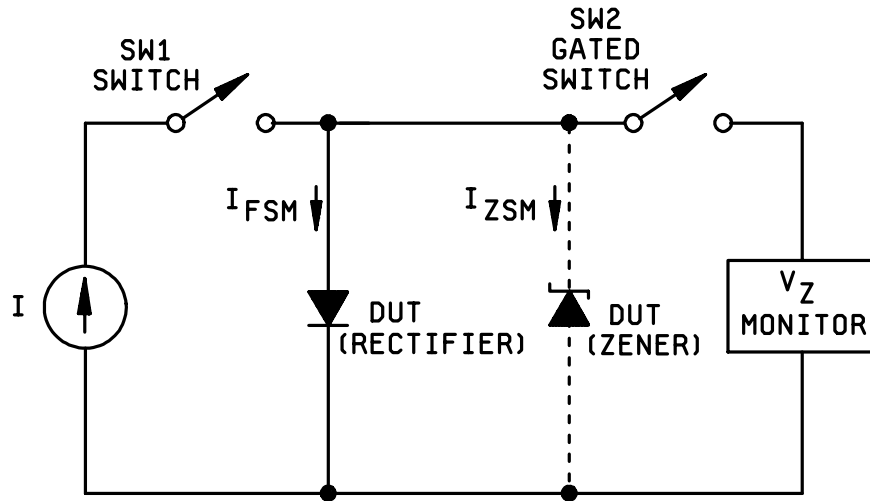 SW1
SWITCH
SW2
GATED
SWITCH
IFSM
IZSM
I
DUT
(RECTIFIER)
DUT
(ZENER)
VZ
MONITOR